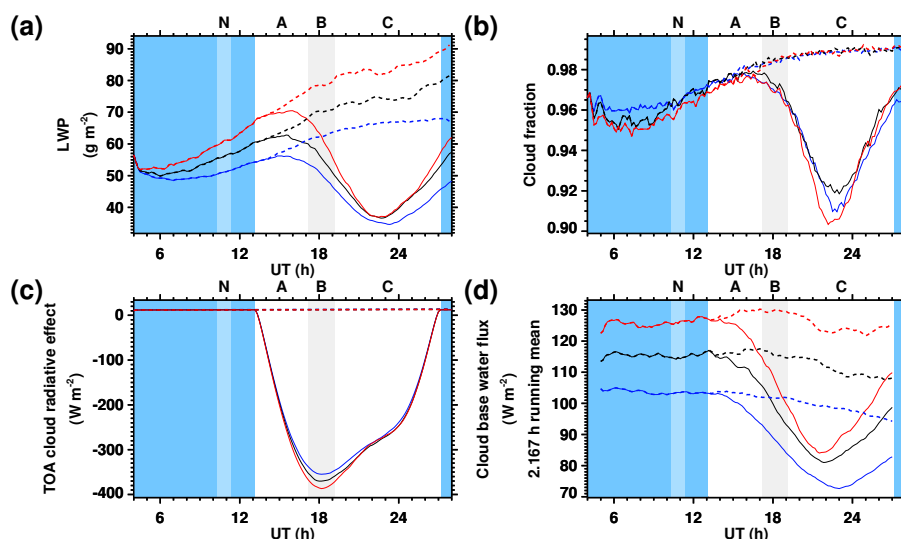 (a)
N A B C
LWP
(g m⁻²)
90
80
70
60
50
40
6 12 18 24
UT (h)
(b)
N A B C
Cloud fraction
0.98
0.96
0.94
0.92
0.90
6 12 18 24
UT (h)
(c)
N A B C
TOA cloud radiative effect
(W m⁻²)
0
-100
-200
-300
-400
6 12 18 24
UT (h)
(d)
N A B C
Cloud base water flux
(W m⁻²)
2.167 h running mean
130
120
110
100
90
80
70
6 12 18 24
UT (h)